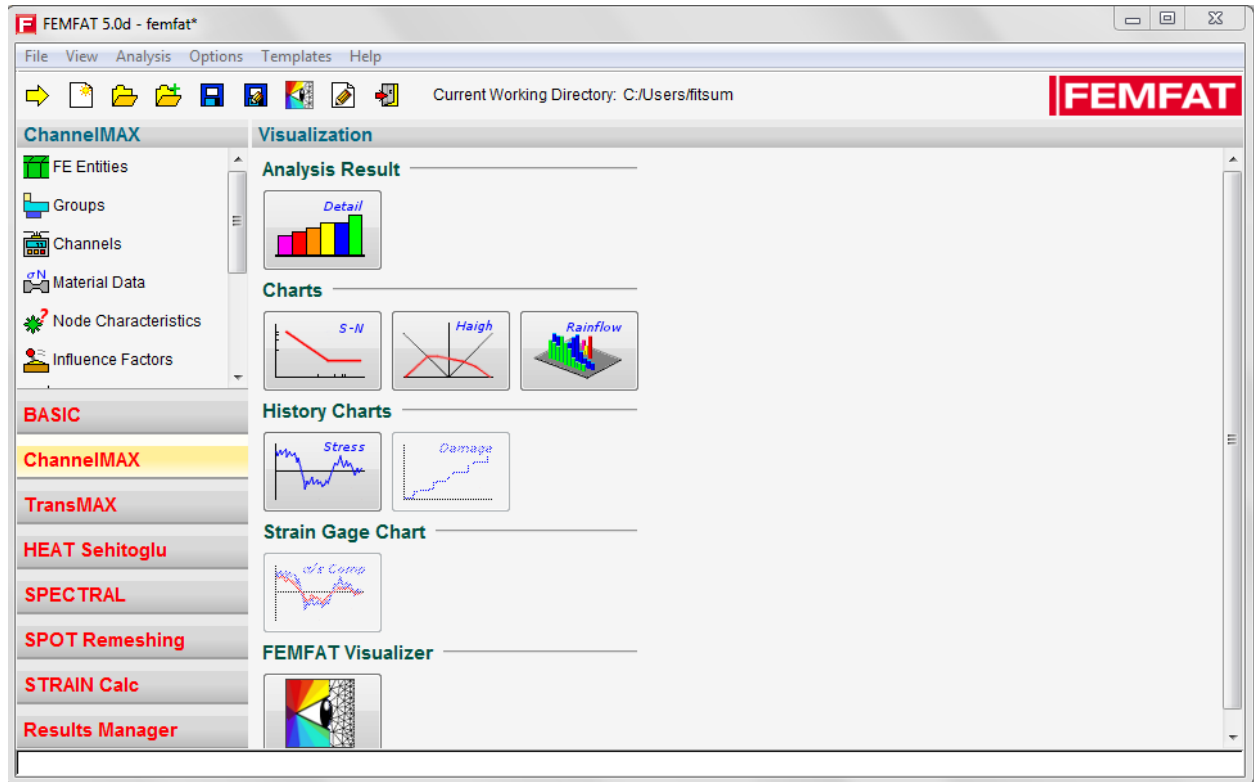 FEMFAT 5.0d - femfat*
File View Analysis Options Templates Help
Current Working Directory: C:/Users/fitsum
FEMFAT
ChannelMAX
FE Entities
Groups
Channels
σN Material Data
Node Characteristics
Influence Factors
BASIC
ChannelMAX
TransMAX
HEAT Sehitoglu
SPECTRAL
SPOT Remeshing
STRAIN Calc
Results Manager
Visualization
Analysis Result
Detail
Charts
S-N Haigh Rainflow
History Charts
Stress Damage
Strain Gage Chart
σ/ε Comp
FEMFAT Visualizer